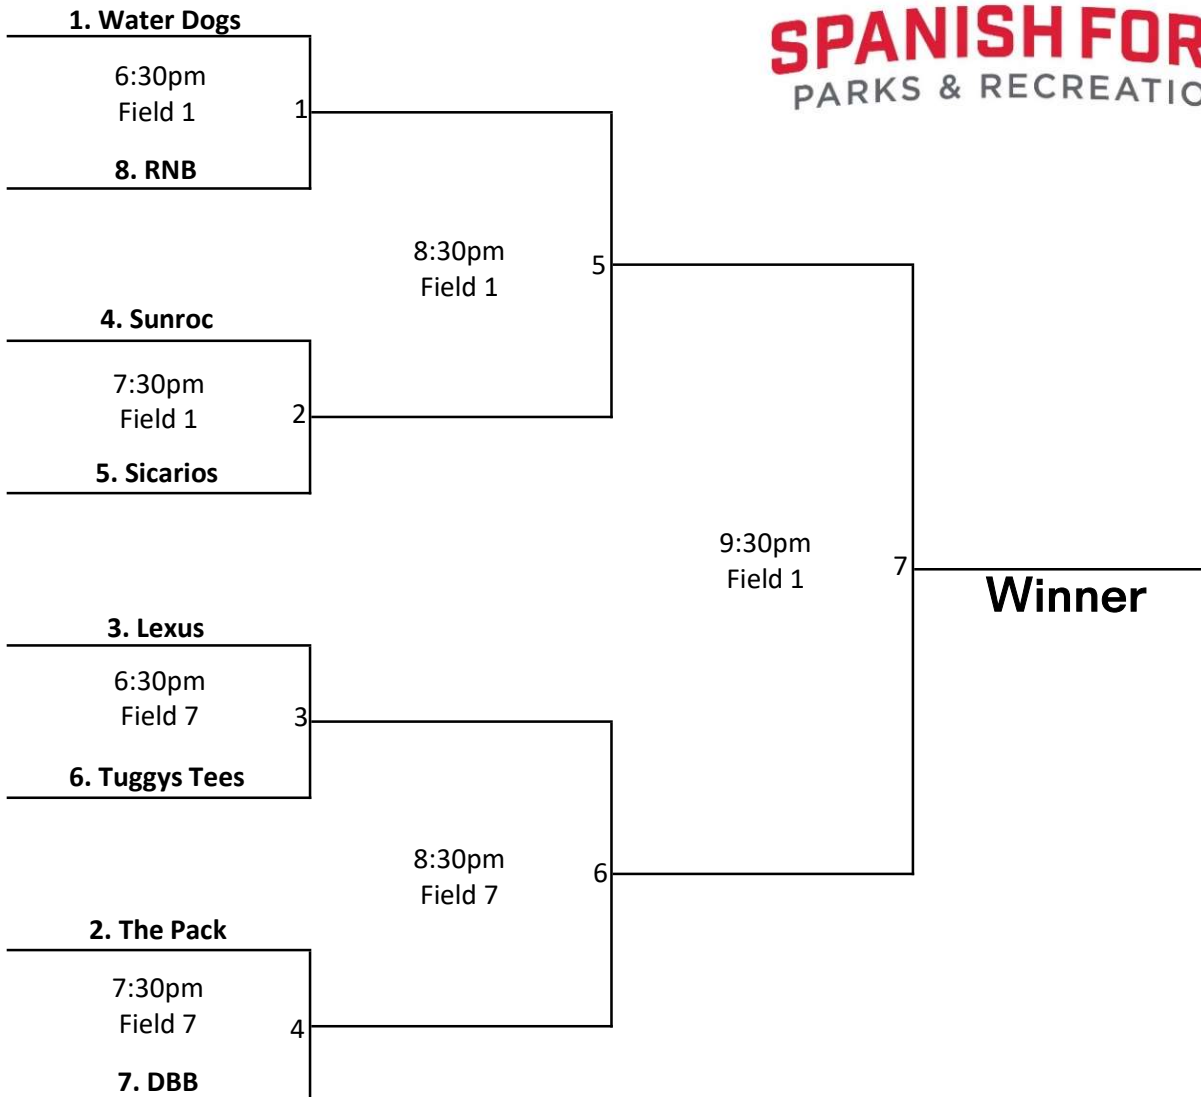 1. Water Dogs
SPANISH FOR
PARKS & RECREATIO
6:30pm
Field 1
1
8. RNB
8:30pm
Field 1
5
4. Sunroc
7:30pm
Field 1
2
5. Sicarios
9:30pm
Field 1
7
Winner
3. Lexus
6:30pm
Field 7
3
6. Tuggys Tees
8:30pm
Field 7
6
2. The Pack
7:30pm
Field 7
4
7. DBB